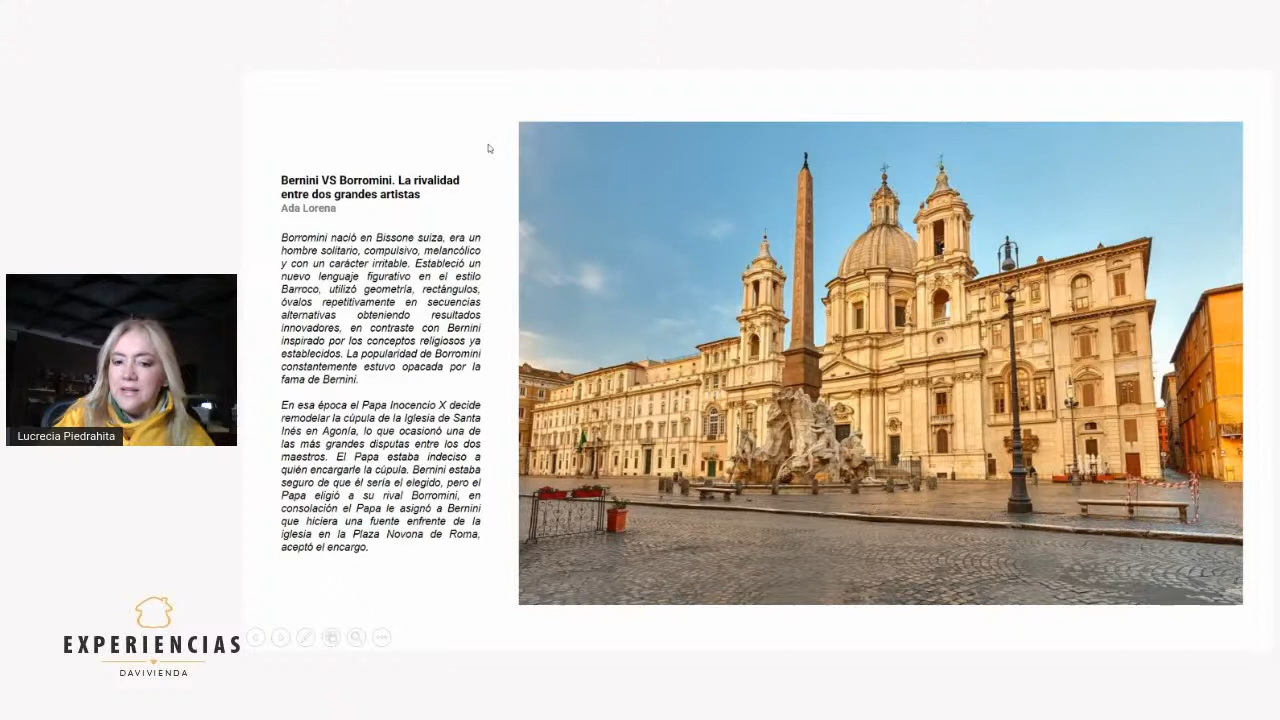 Bernini VS Borromini. La rivalidad
entre dos grandes artistas
Ada Lorena
Borromini nació en Bissone suiza, era un
hombre solitario, compulsivo, melancólico
y con un carácter irritable. Estableció un
nuevo lenguaje figurativo en el estilo
Barroco, utilizó geometría, rectángulos,
óvalos repetitivamente en secuencias
alternativas obteniendo resultados
innovadores, en contraste con Bernini
inspirado por los conceptos religiosos ya
establecidos. La popularidad de Borromini
constantemente estuvo opacada por la
fama de Bernini.
En esa época el Papa Inocencio X decide
remodelar la cúpula de la Iglesia de Santa
Inés en Agonía, lo que ocasionó una de
las más grandes disputas entre los dos
maestros. El Papa estaba indeciso a
quién encargarle la cúpula. Bernini estaba
seguro de que él sería el elegido, pero el
Papa eligió a su rival Borromini, en
consolación el Papa le asignó a Bernini
que hiciera una fuente enfrente de la
iglesia en la Plaza Novona de Roma,
aceptó el encargo.
Lucrecia Piedrahita
EXPERIENCIAS
DAVIVIENDA